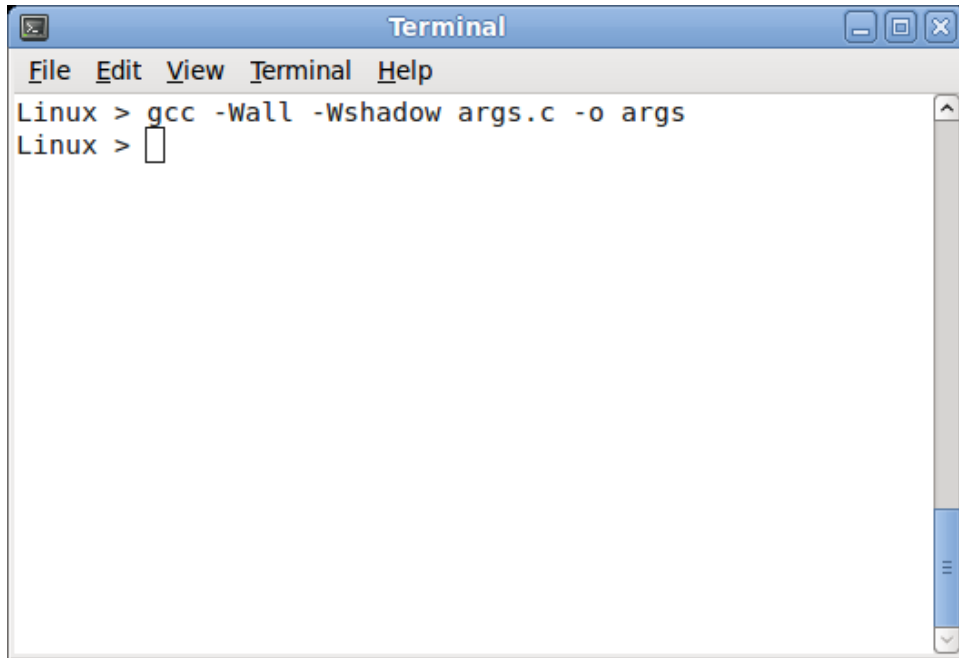 Terminal
File Edit View Terminal Help
Linux > gcc -Wall -Wshadow args.c -o args
Linux >